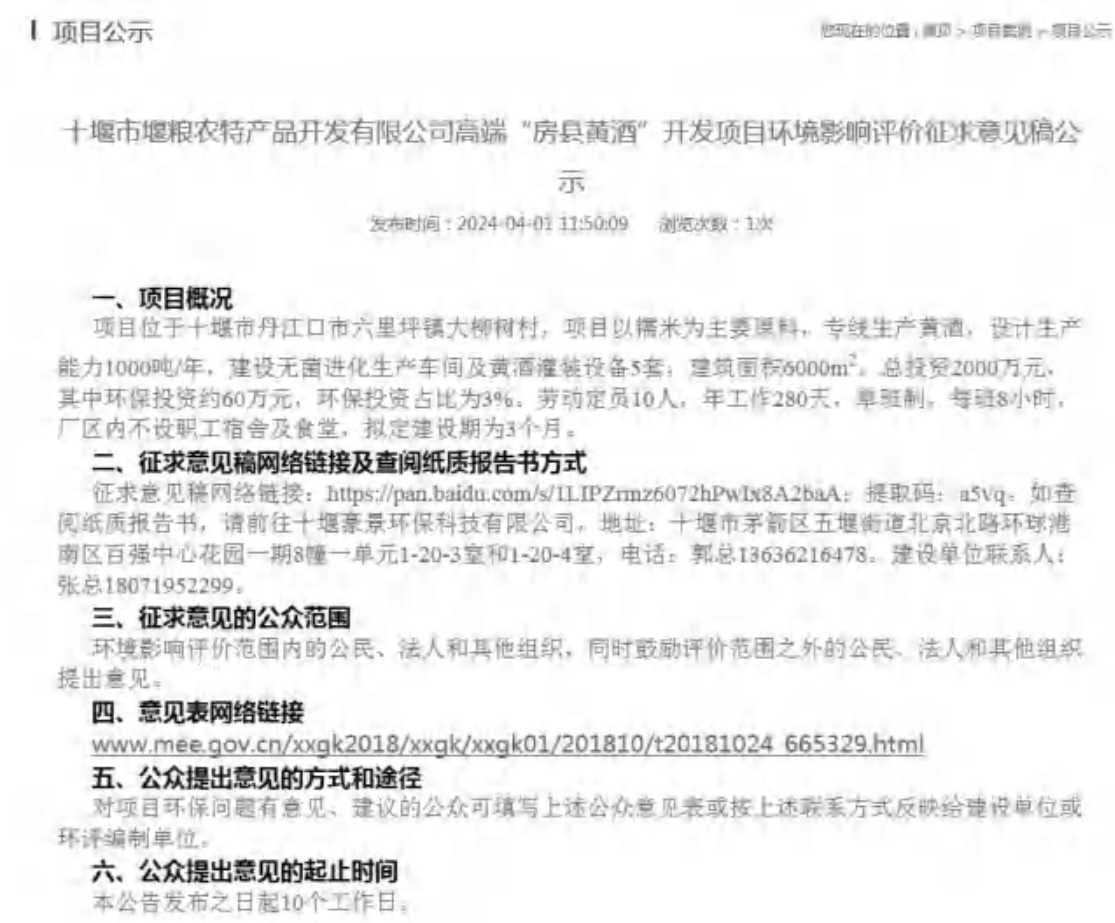 项目公示
您现在的位置：首页 > 项目案例 > 项目公示
十堰市堰粮农特产品开发有限公司高端“房县黄酒”开发项目环境影响评价征求意见稿公
示
发布时间：2024-04-01 11:50:09 浏览次数：1次
一、项目概况
项目位于十堰市丹江口市六里坪镇大柳树村，项目以糯米为主要原料，专线生产黄酒，设计生产
能力1000吨/年，建设无菌进化生产车间及黄酒灌装设备5套，建筑面积6000m²。总投资2000万元，
其中环保投资约60万元，环保投资占比为3%。劳动定员10人，年工作280天，单班制，每班8小时，
厂区内不设职工宿舍及食堂，拟定建设期为3个月。
二、征求意见稿网络链接及查阅纸质报告书方式
征求意见稿网络链接：https://pan.baidu.com/s/1LIPZrmz6072hPwIx8A2baA；提取码：a5vq。如查
阅纸质报告书，请前往十堰豪景环保科技有限公司，地址：十堰市茅箭区五堰街道北京北路环球港
南区百强中心花园一期8幢一单元1-20-3室和1-20-4室，电话：郭总13636216478。建设单位联系人：
张总18071952299。
三、征求意见的公众范围
环境影响评价范围内的公民、法人和其他组织，同时鼓励评价范围之外的公民、法人和其他组织
提出意见。
四、意见表网络链接
www.mee.gov.cn/xxgk2018/xxgk/xxgk01/201810/t20181024_665329.html
五、公众提出意见的方式和途径
对项目环保问题有意见、建议的公众可填写上述公众意见表或按上述联系方式反映给建设单位或
环评编制单位。
六、公众提出意见的起止时间
本公告发布之日起10个工作日。